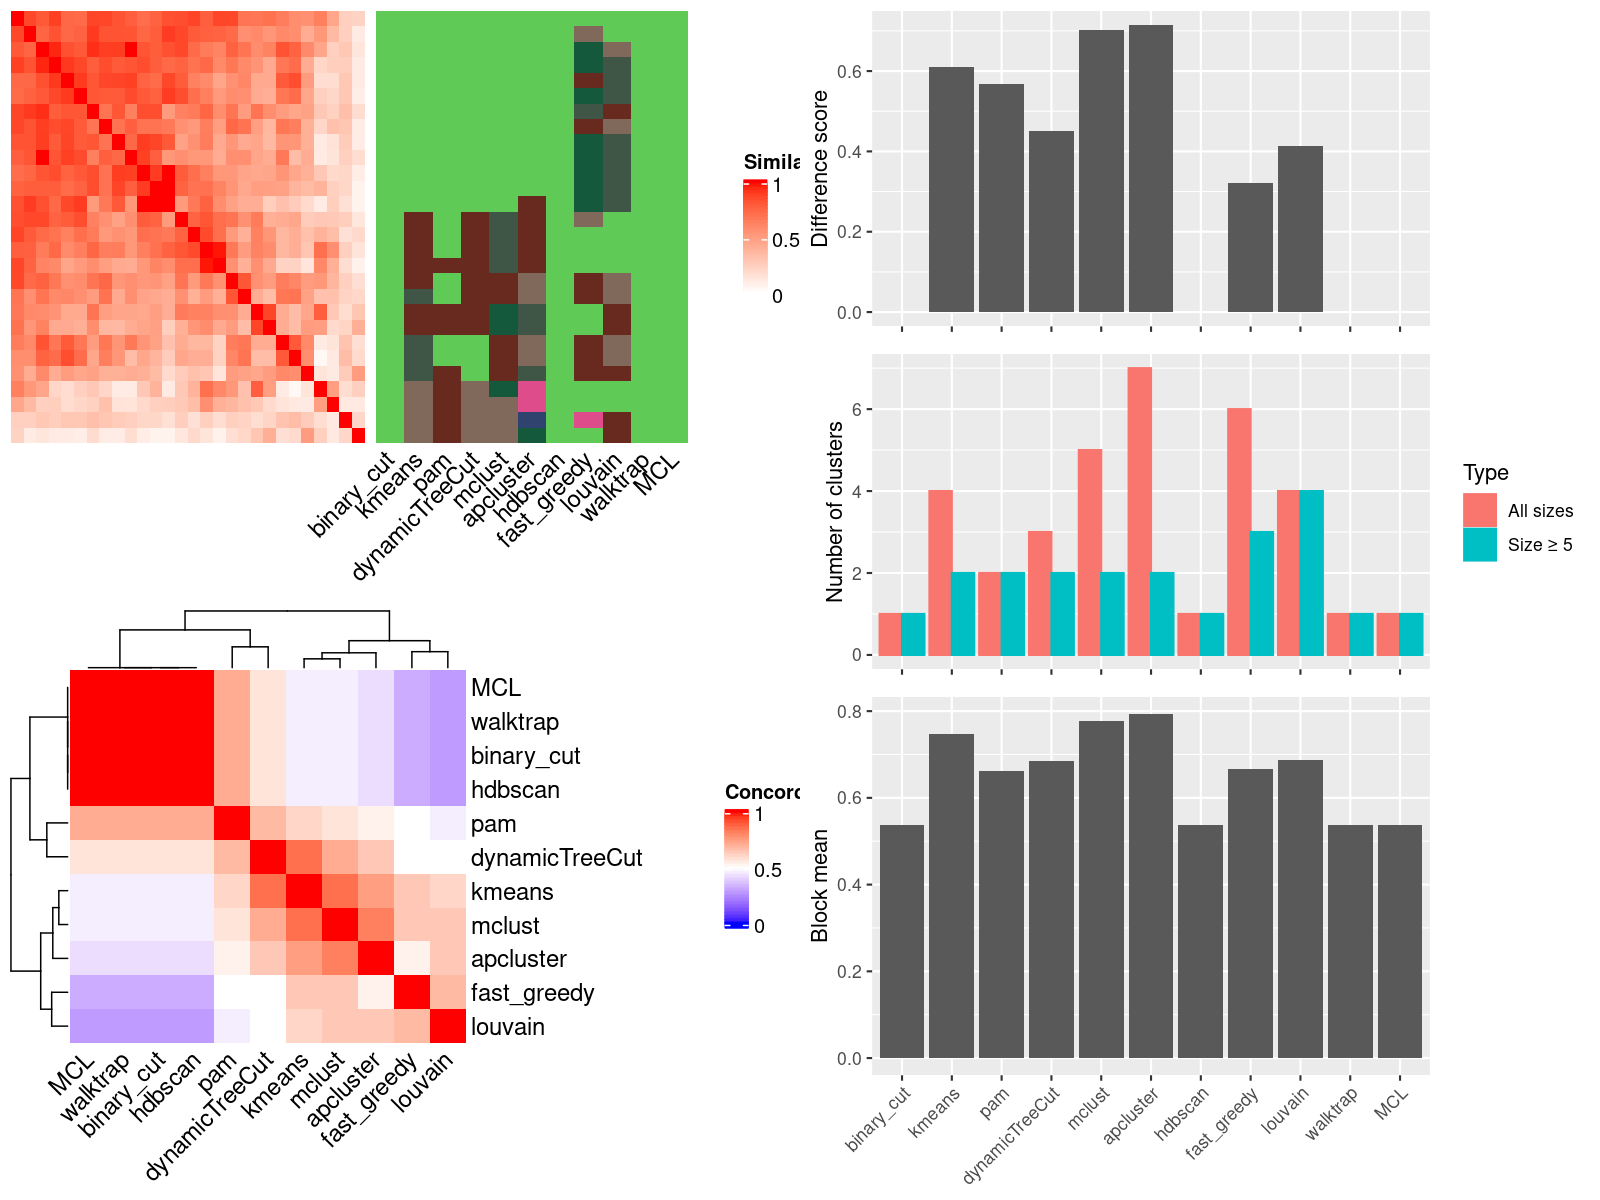 Simila
1
0.5
0
binary_cut
kmeans
pam
dynamicTreeCut
mclust
apcluster
hdbscan
fast_greedy
louvain
walktrap
MCL
Difference score
0.6
0.4
0.2
0.0
Number of clusters
6
4
2
0
Type
All sizes
Size ≥ 5
MCL
walktrap
binary_cut
hdbscan
pam
dynamicTreeCut
kmeans
mclust
apcluster
fast_greedy
louvain
MCL
walktrap
binary_cut
hdbscan
pam
dynamicTreeCut
kmeans
mclust
apcluster
fast_greedy
louvain
Concord
1
0.5
0
Block mean
0.8
0.6
0.4
0.2
0.0
binary_cut
kmeans
pam
dynamicTreeCut
mclust
apcluster
hdbscan
fast_greedy
louvain
walktrap
MCL